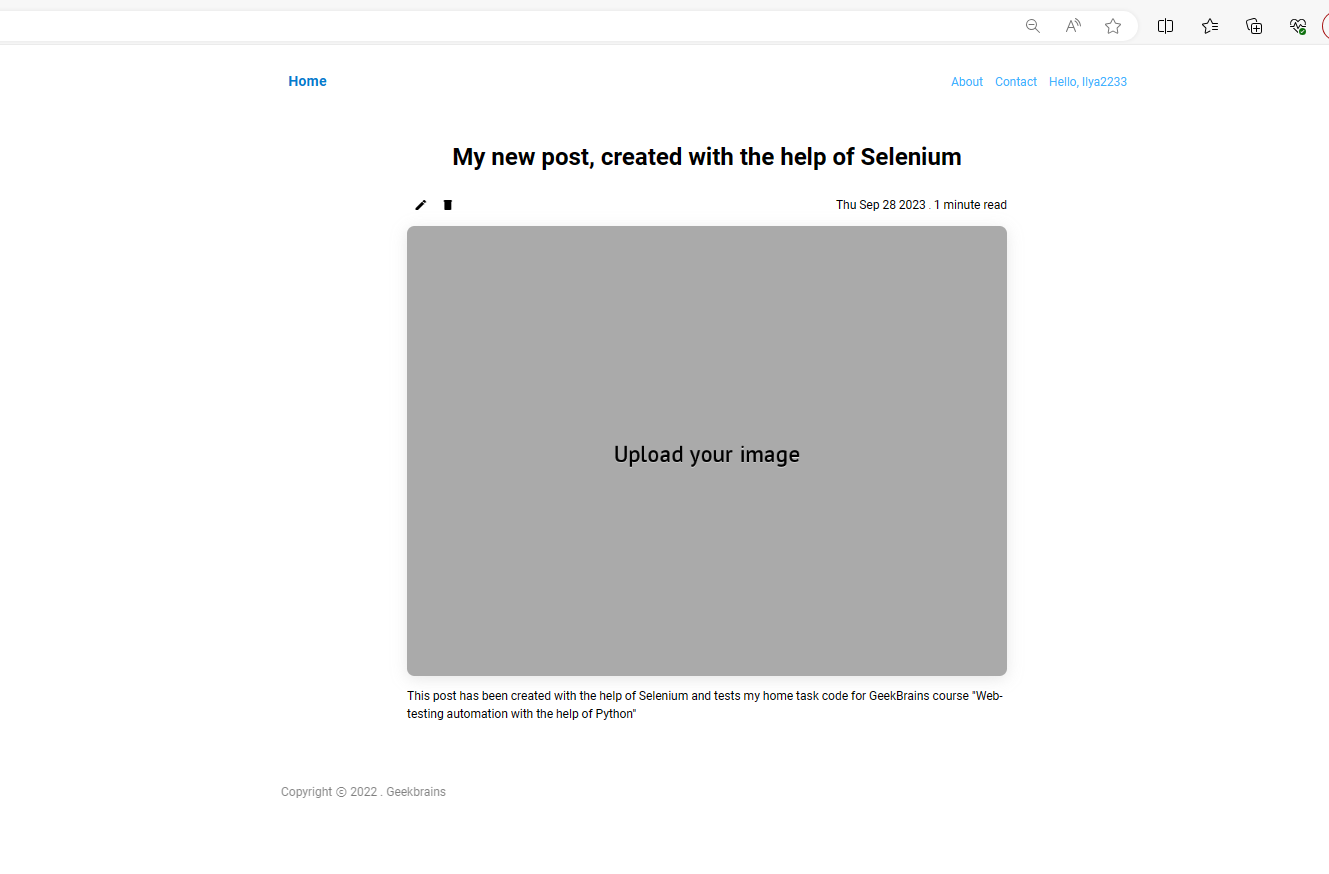 Home
About Contact Hello, Ilya2233
My new post, created with the help of Selenium
Thu Sep 28 2023 . 1 minute read
Upload your image
This post has been created with the help of Selenium and tests my home task code for GeekBrains course "Web-
testing automation with the help of Python"
Copyright © 2022 . Geekbrains